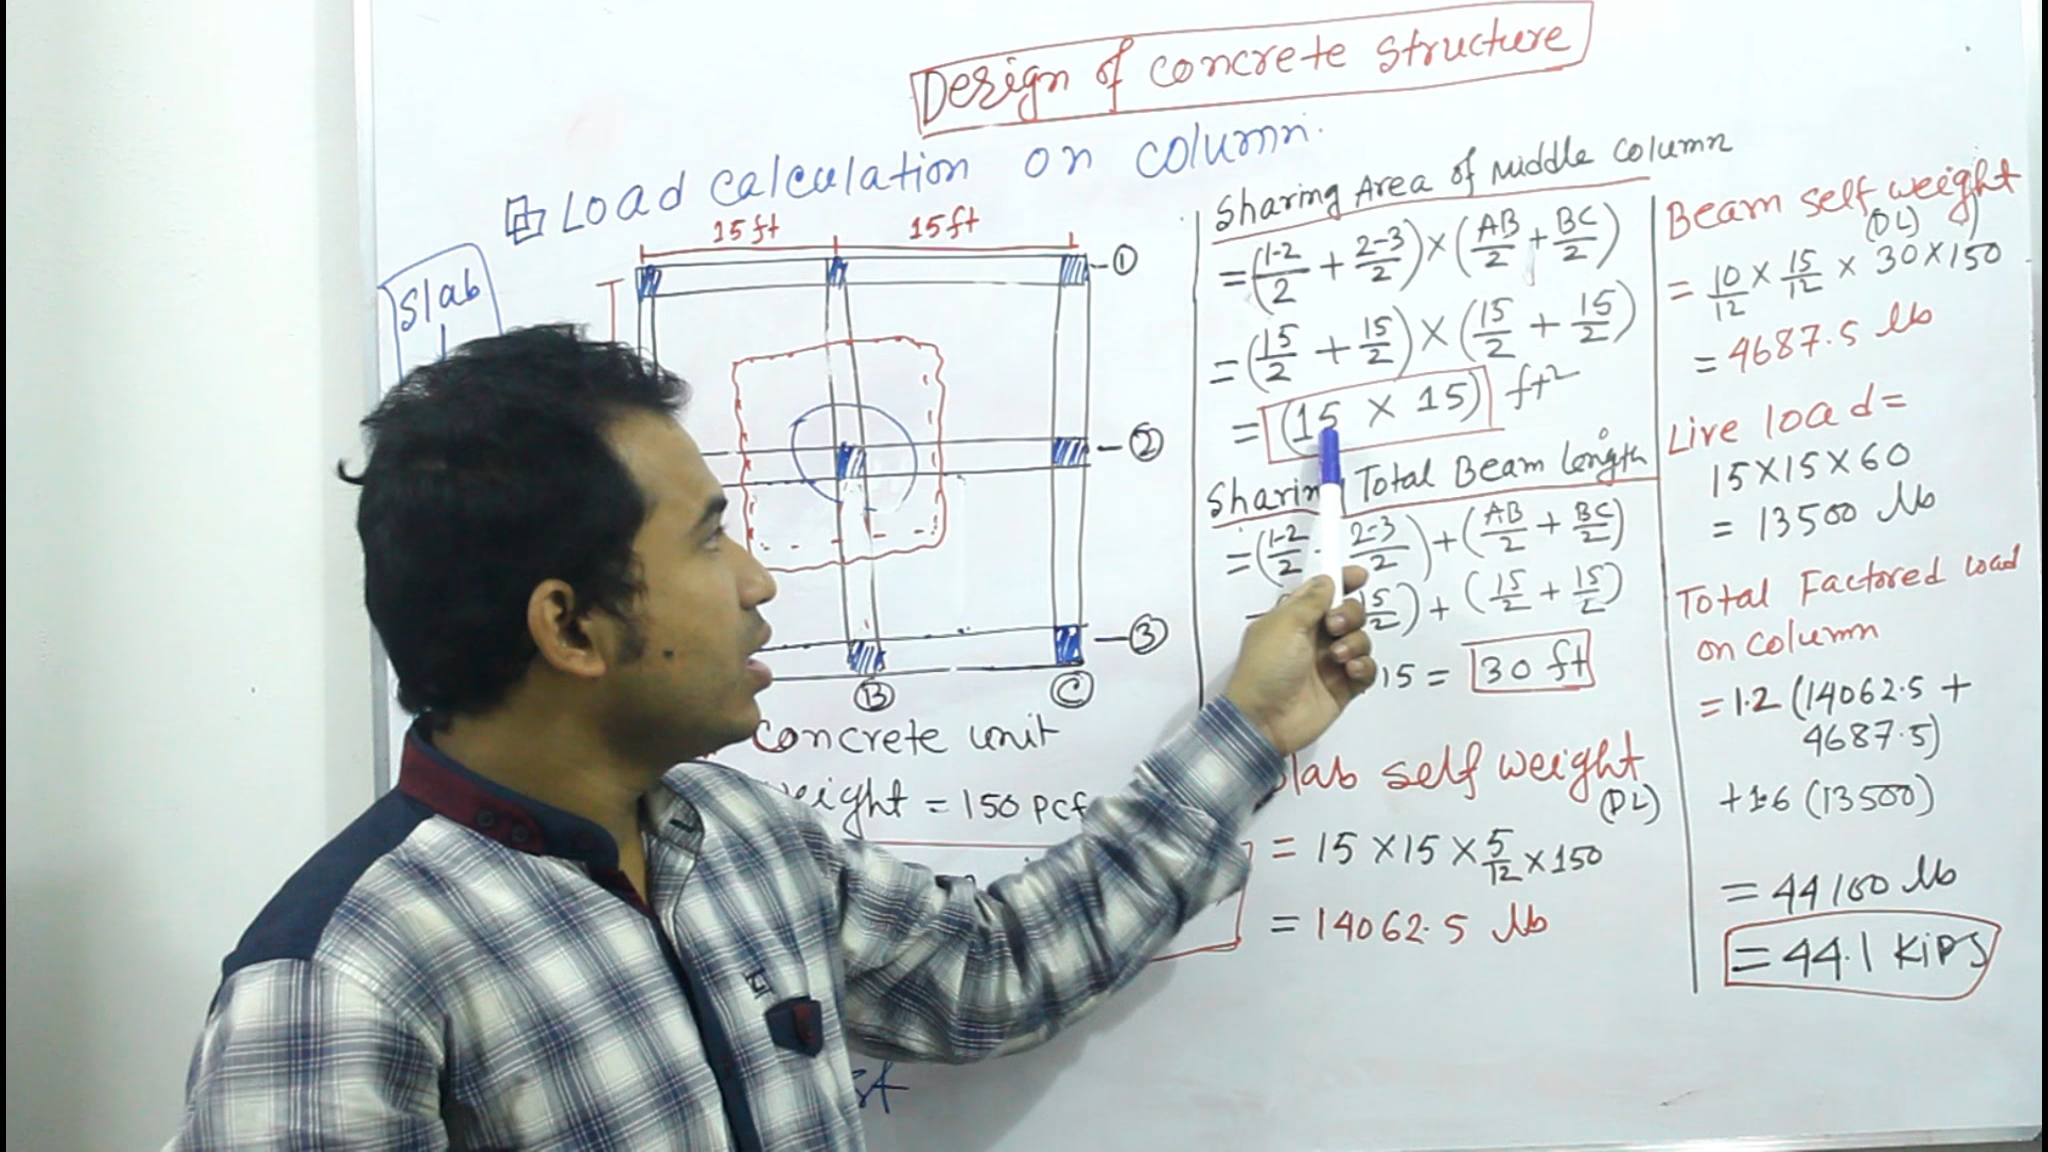 Design of concrete structure
Load calculation on column.
Slab
15 ft 15 ft
1
2
3
B C
Concrete unit
weight = 150 pcf
Sharing Area of Middle column
= (1-2/2 + 2-3/2) × (AB/2 + BC/2)
= (15/2 + 15/2) × (15/2 + 15/2)
= (15 × 15) ft²
Sharing Total Beam length
= (1-2/2 2-3/2) + (AB/2 + BC/2)
15/2) + (15/2 + 15/2)
15 = 30 ft
Slab self weight
(DL)
= 15 × 15 × 5/12 × 150
= 14062.5 lb
Beam self weight
(DL)
= 10/12 × 15/12 × 30 × 150
= 4687.5 lb
Live load =
15 × 15 × 60
= 13500 lb
Total Factored Load
on column
= 1.2 (14062.5 +
4687.5)
+ 1.6 (13500)
= 44100 lb
= 44.1 KiPS